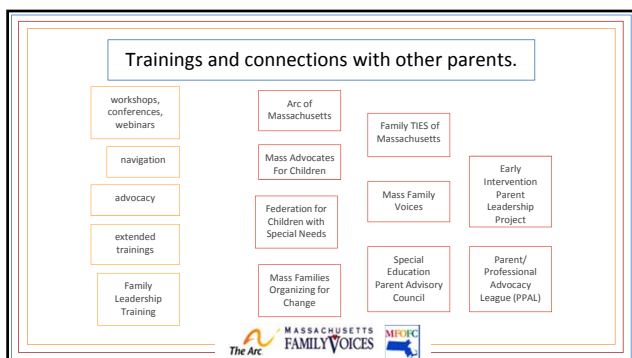 Trainings and connections with other parents.
workshops,
conferences,
webinars
navigation
advocacy
extended
trainings
Family
Leadership
Training
Arc of
Massachusetts
Mass Advocates
For Children
Federation for
Children with
Special Needs
Mass Families
Organizing for
Change
Family TIES of
Massachusetts
Mass Family
Voices
Special
Education
Parent Advisory
Council
Early
Intervention
Parent
Leadership
Project
Parent/
Professional
Advocacy
League (PPAL)
The Arc
MASSACHUSETTS
FAMILY VOICES
MFOFC